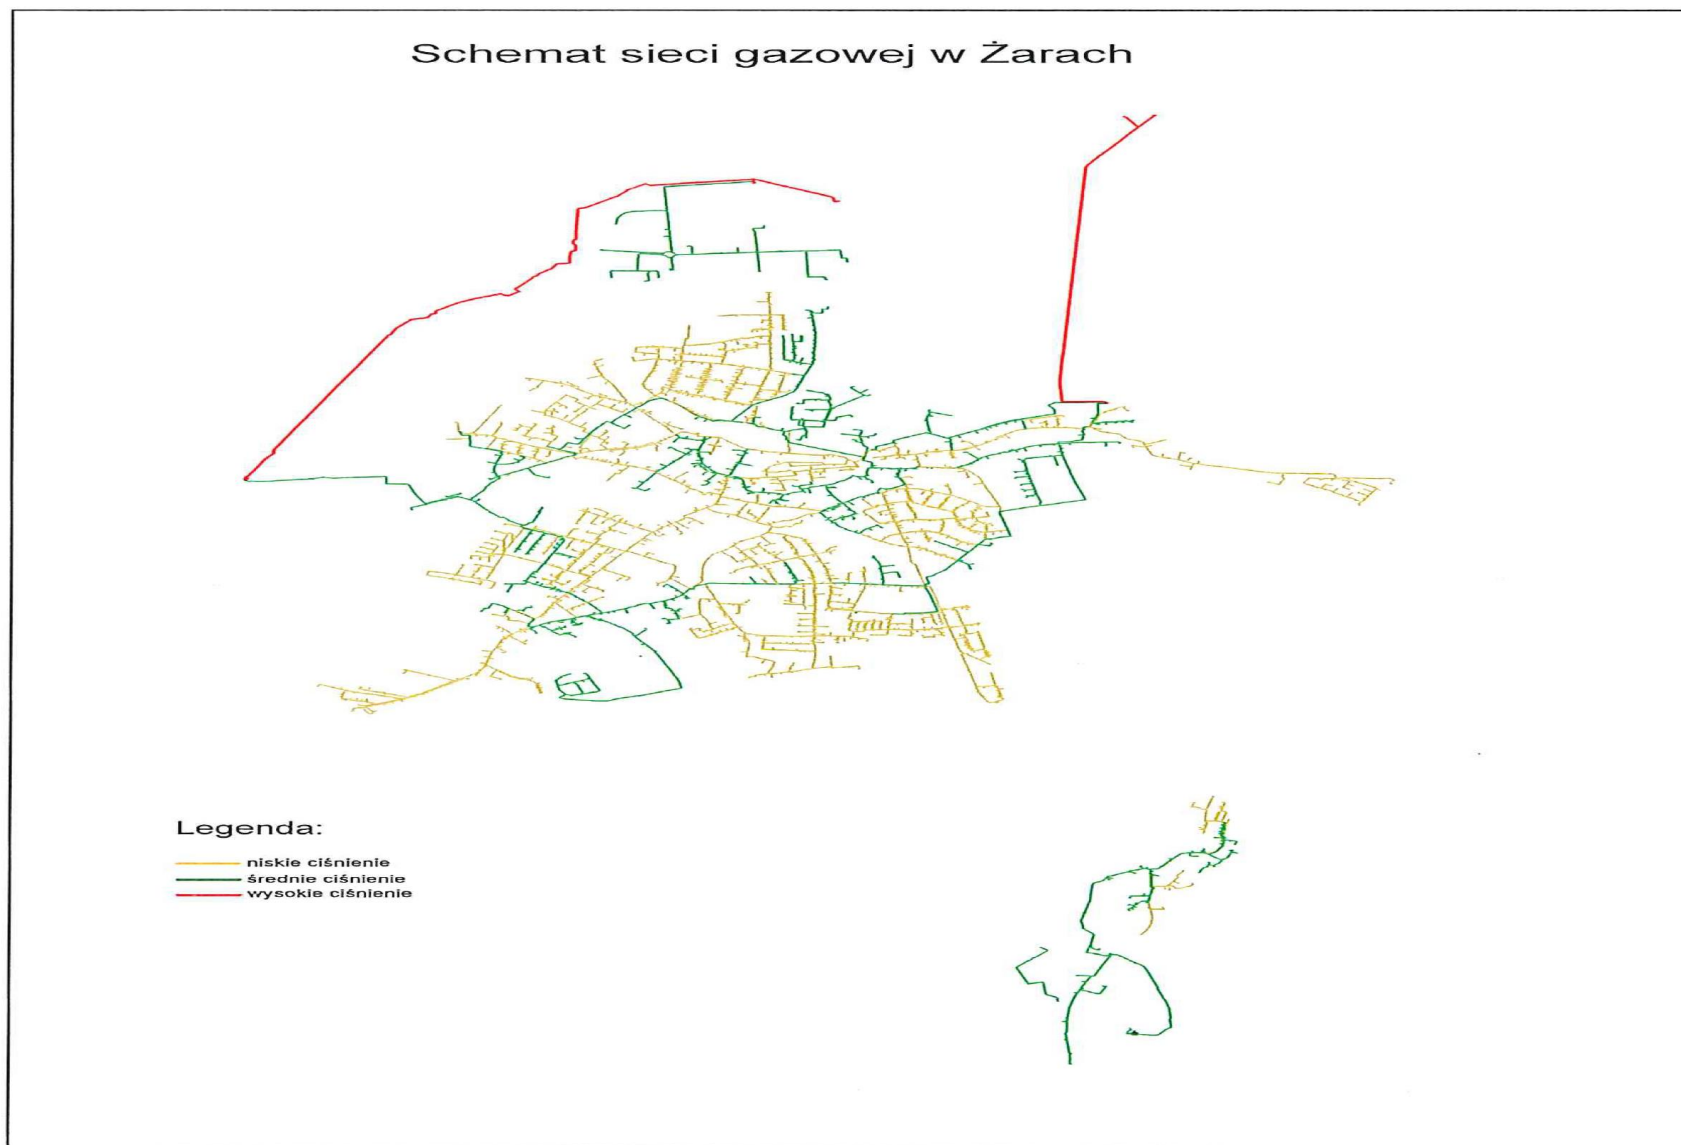 Schemat sieci gazowej w Żarach
Legenda:
niskie ciśnienie
średnie ciśnienie
wysokie ciśnienie